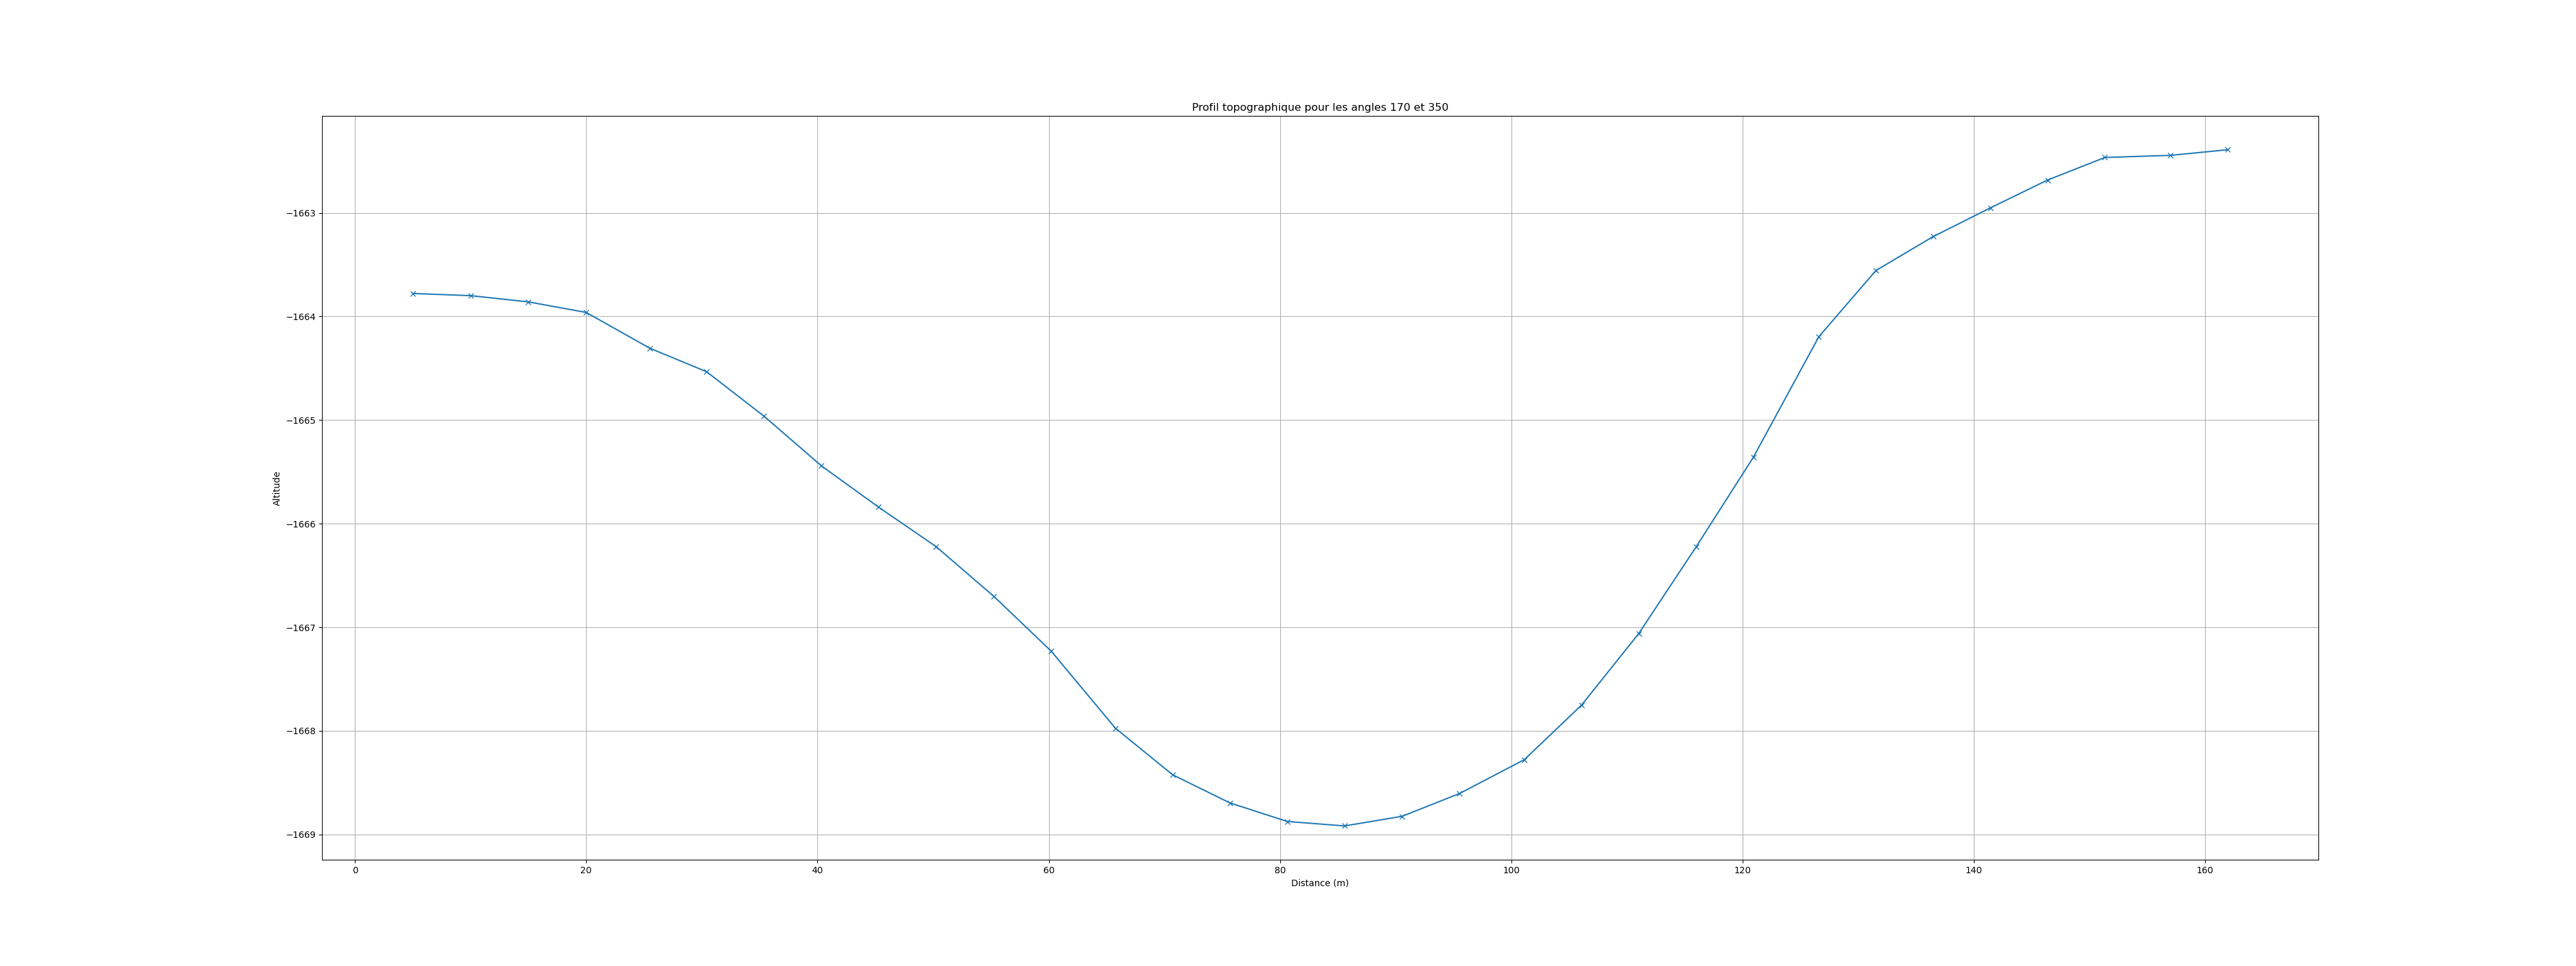 Profil topographique pour les angles 170 et 350
Altitude
−1663
−1664
−1665
−1666
−1667
−1668
−1669
0 20 40 60 80 100 120 140 160
Distance (m)